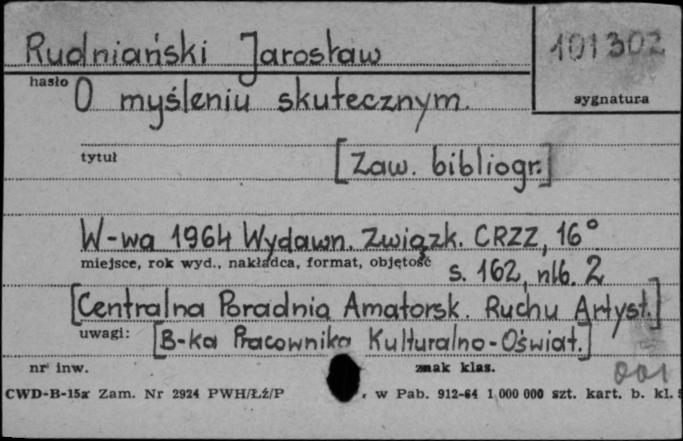 Rudniański Jarosław
101302
hasło
sygnatura
O myśleniu skutecznym.
tytuł
[Zaw. bibliogr.]
W-wa 1964 Wydawn. Związk. CRZZ, 16°
miejsce, rok wyd., nakładca, format, objętość
s. 162, nlb. 2
[Centralna Poradnia Amatorsk. Ruchu Artyst.]
uwagi:
[B-ka Pracownika Kulturalno-Oświat.]
nr inw.
znak klas.
001
CWD-B-15a Zam. Nr 2924 PWH/Łż/P w Pab. 912-64 1 000 000 szt. kart. b. kl.